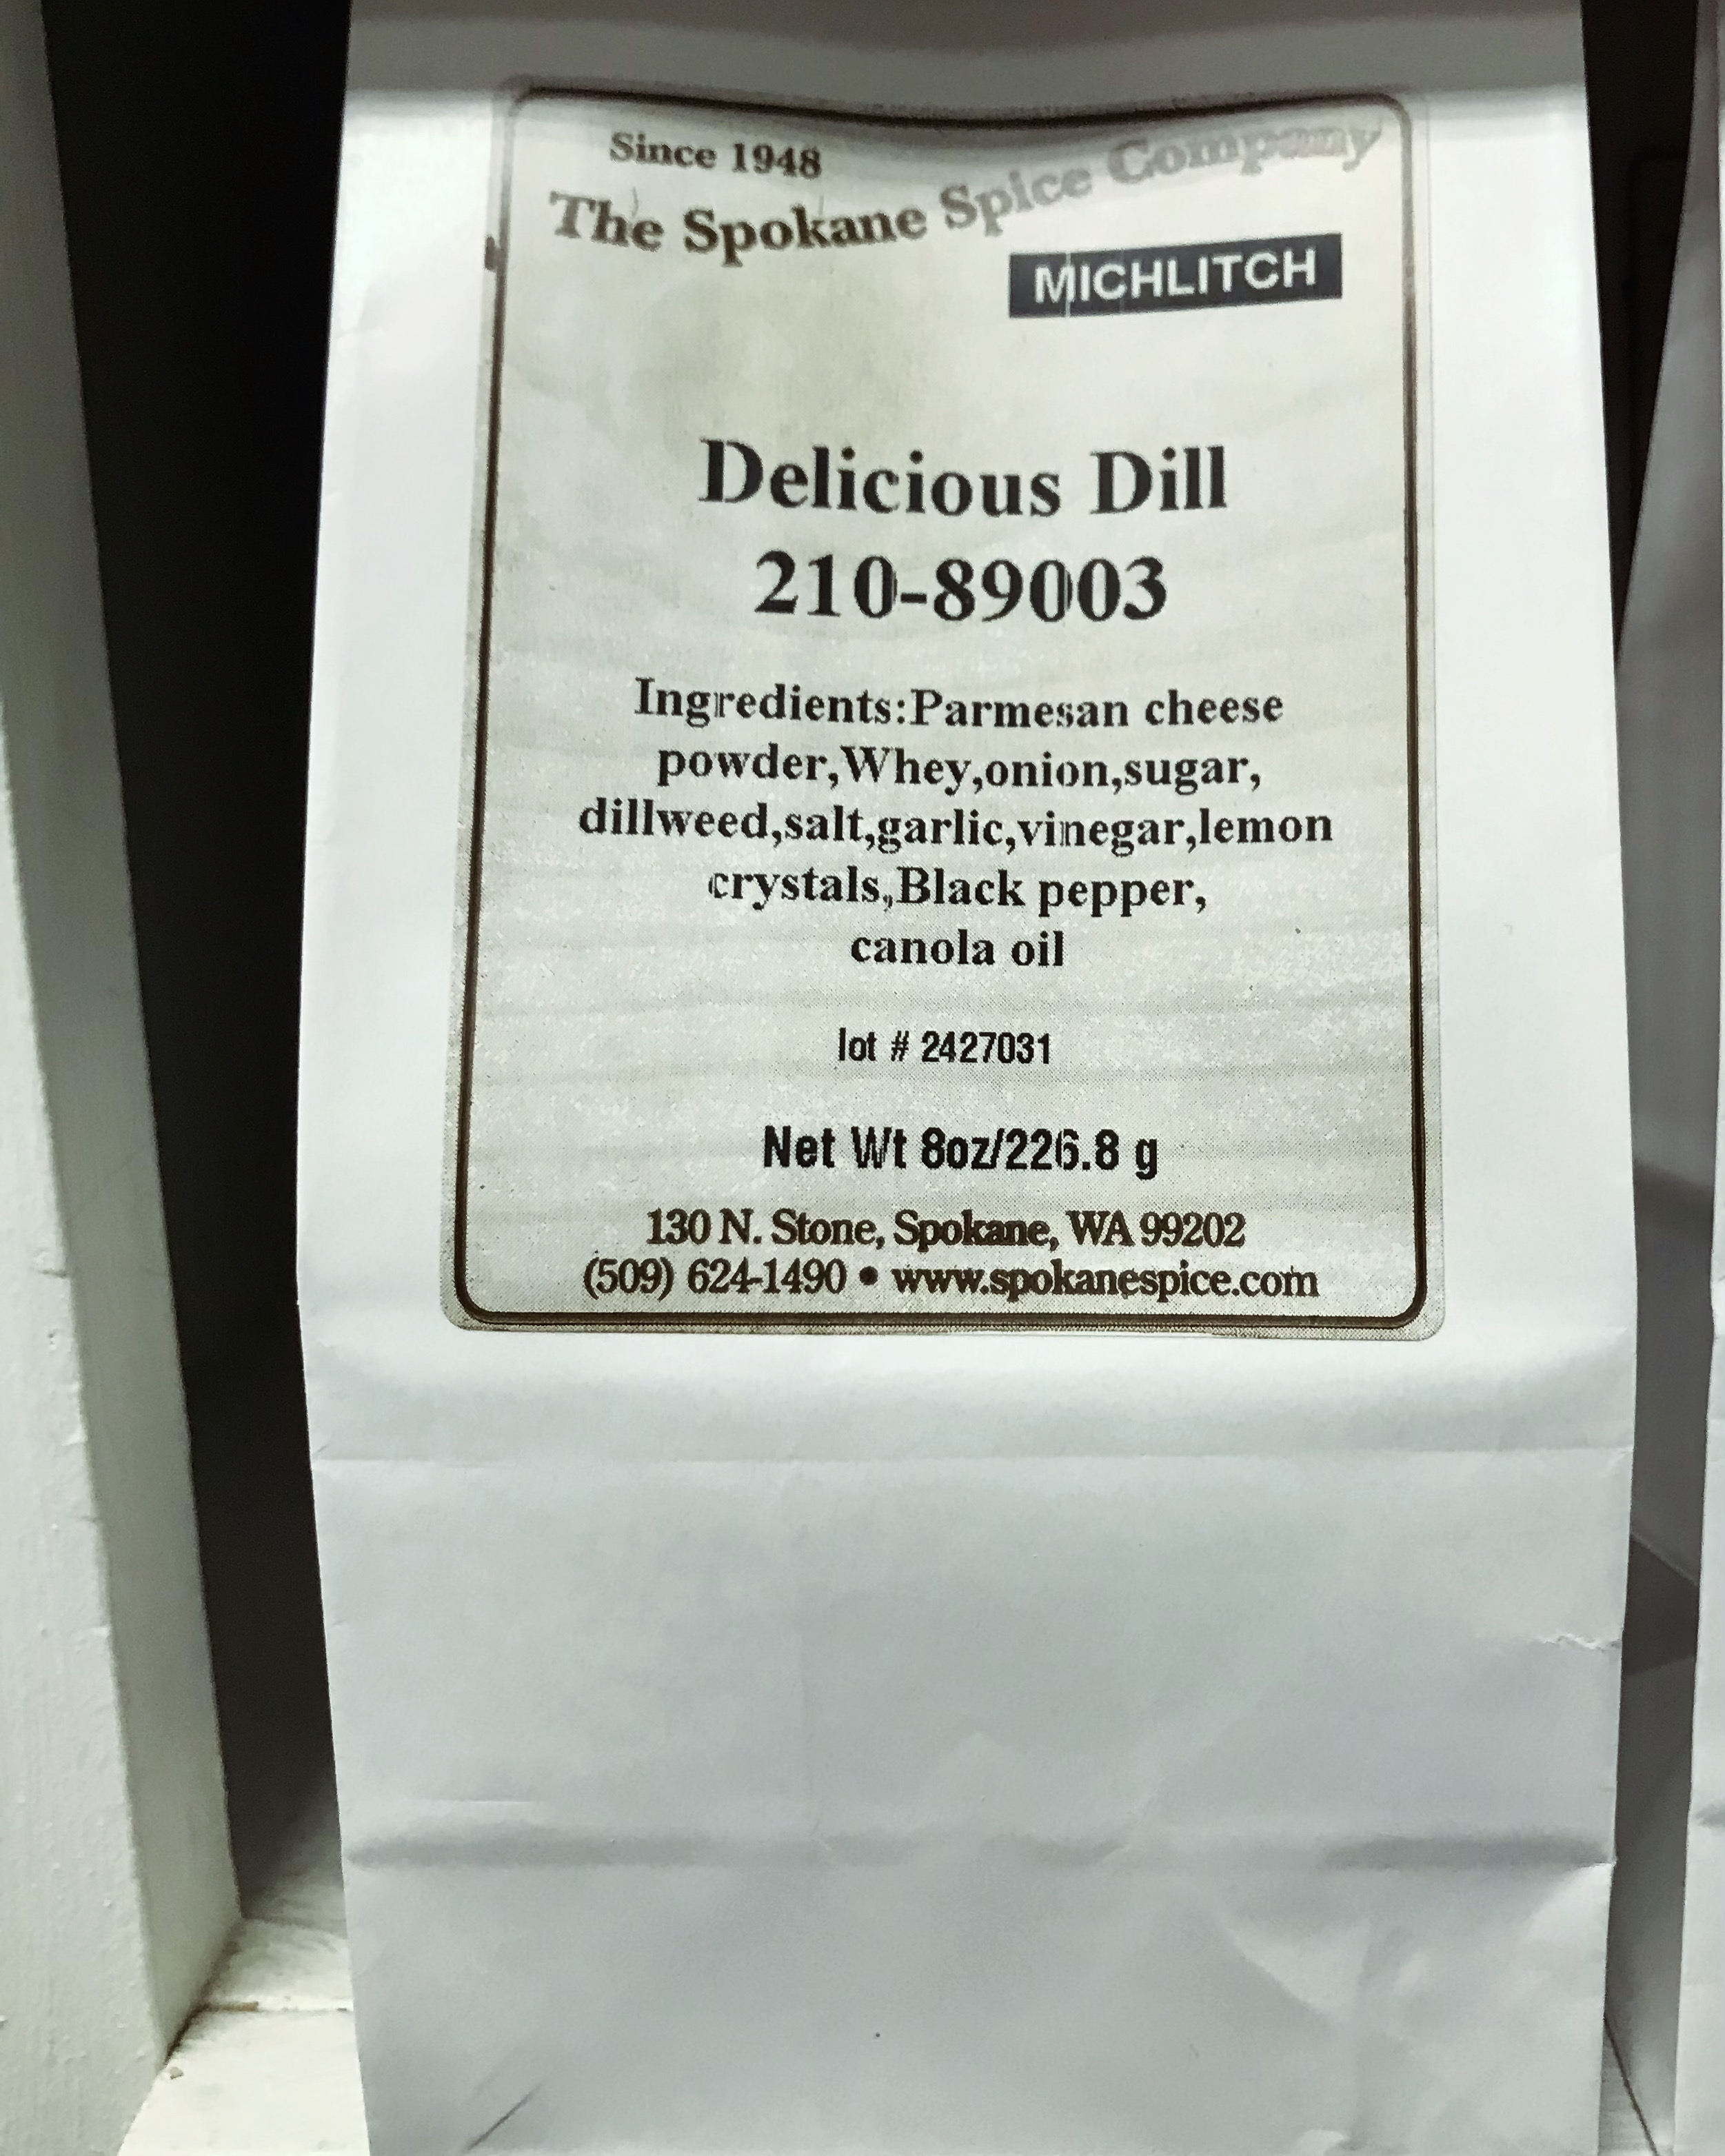 Since 1948
The Spokane Spice Company
MICHLITCH
Delicious Dill
210-89003
Ingredients:Parmesan cheese
powder,Whey,onion,sugar,
dillweed,salt,garlic,vinegar,lemon
crystals,Black pepper,
canola oil
lot # 2427031
Net Wt 8oz/226.8 g
130 N. Stone, Spokane, WA 99202
(509) 624-1490 • www.spokanespice.com